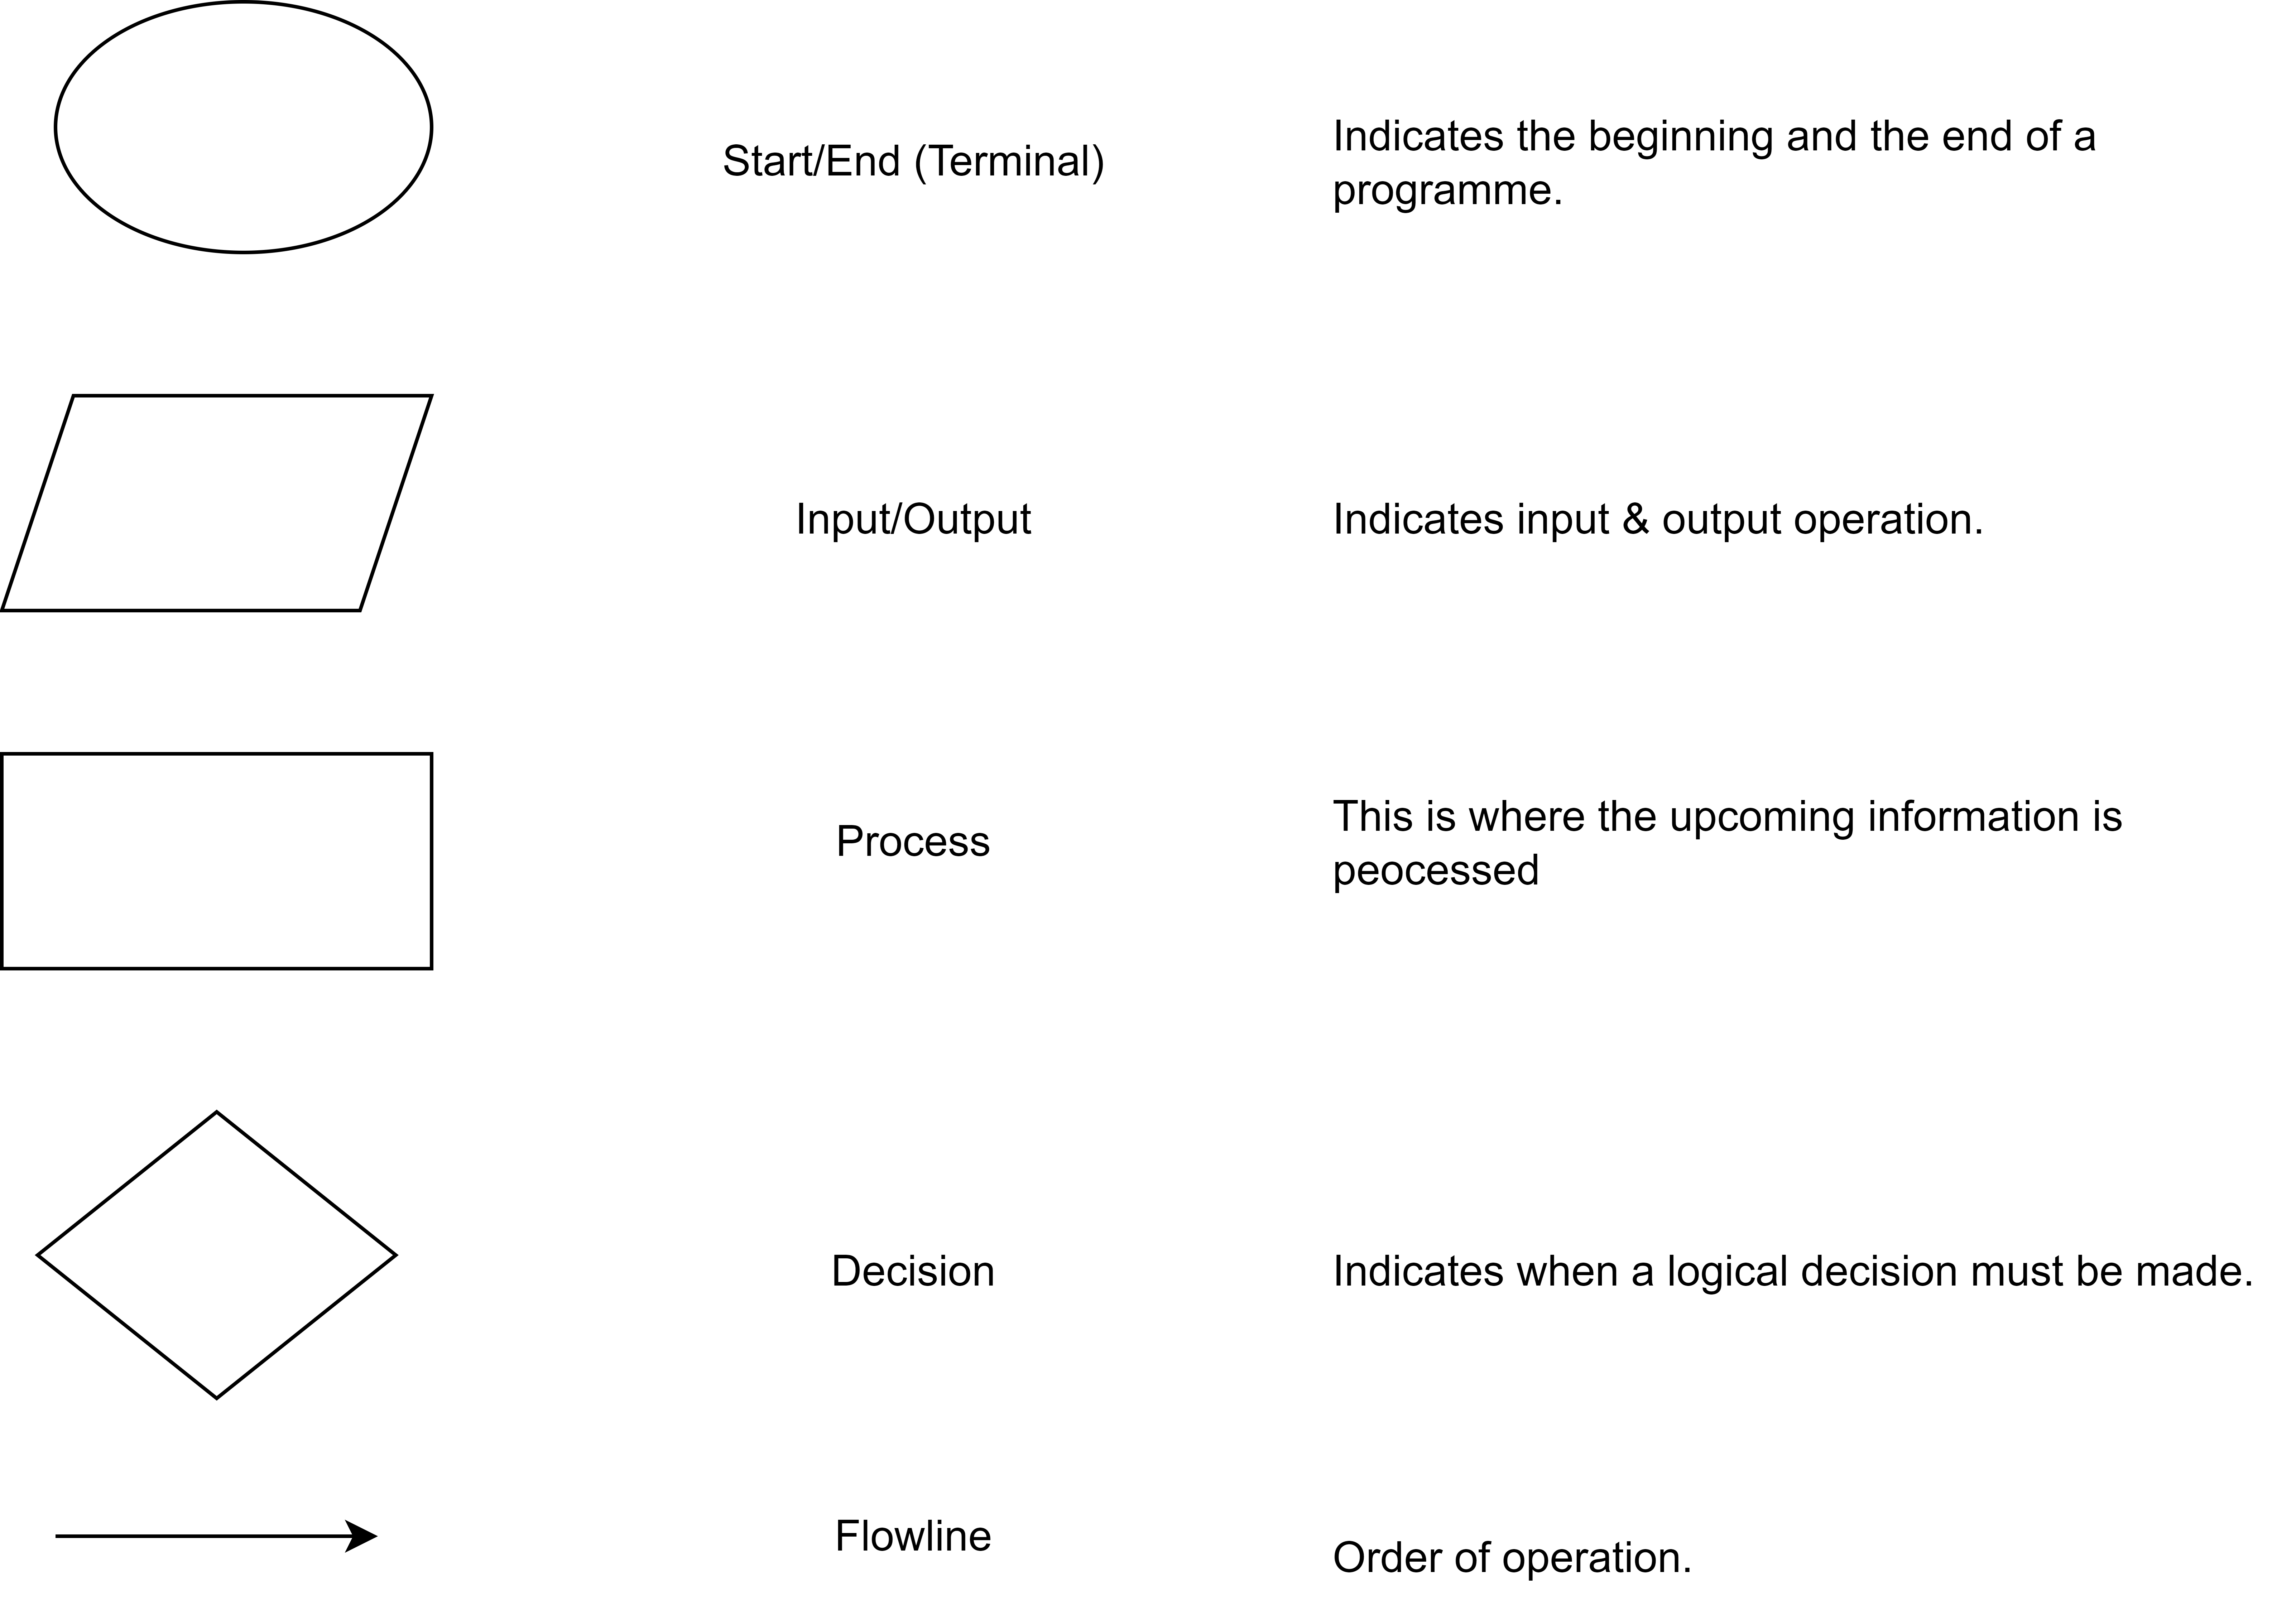 Start/End (Terminal)
Indicates the beginning and the end of a
programme.
Input/Output
Indicates input & output operation.
Process
This is where the upcoming information is
peocessed
Decision
Indicates when a logical decision must be made.
Flowline
Order of operation.